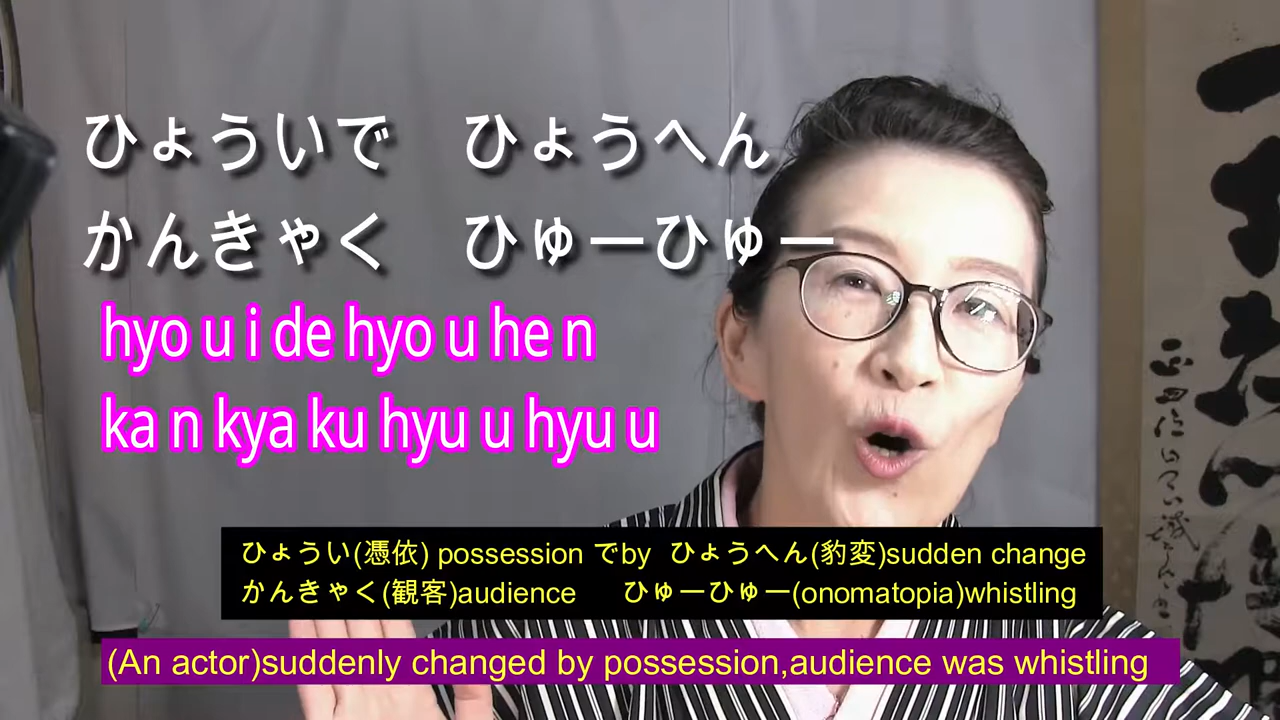 ひょういで　ひょうへん
かんきゃく　ひゅーひゅー
hyo u i de hyo u he n
ka n kya ku hyu u hyu u
ひょうい(憑依) possession でby ひょうへん(豹変)sudden change
かんきゃく(観客)audience ひゅーひゅー(onomatopia)whistling
(An actor)suddenly changed by possession,audience was whistling